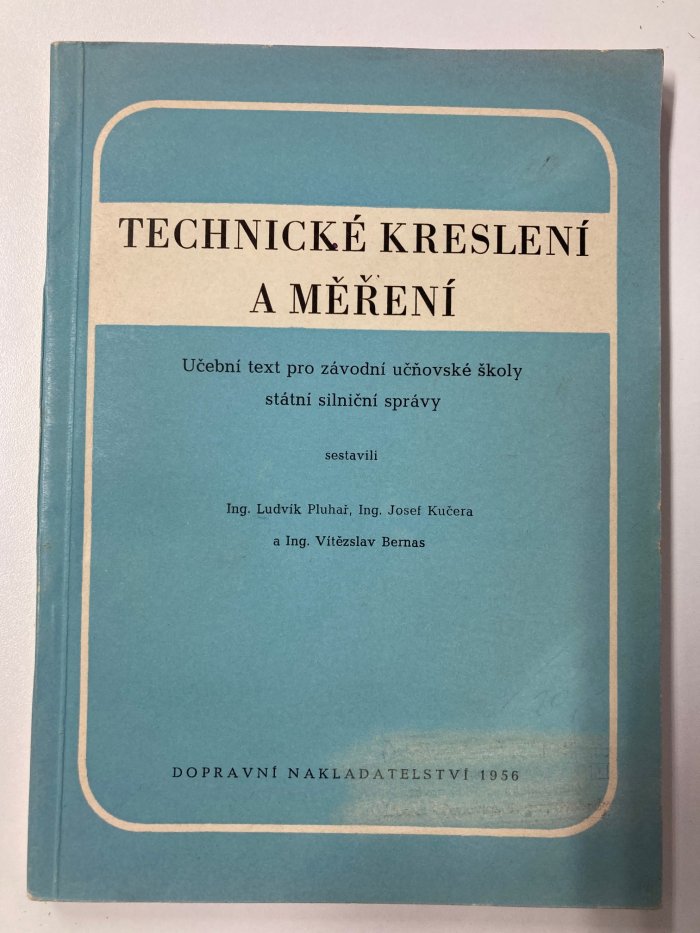 TECHNICKÉ KRESLENÍ
A MĚŘENÍ
Učební text pro závodní učňovské školy
státní silniční správy
sestavili
Ing. Ludvík Pluhař, Ing. Josef Kučera
a Ing. Vítězslav Bernas
DOPRAVNÍ NAKLADATELSTVÍ 1956